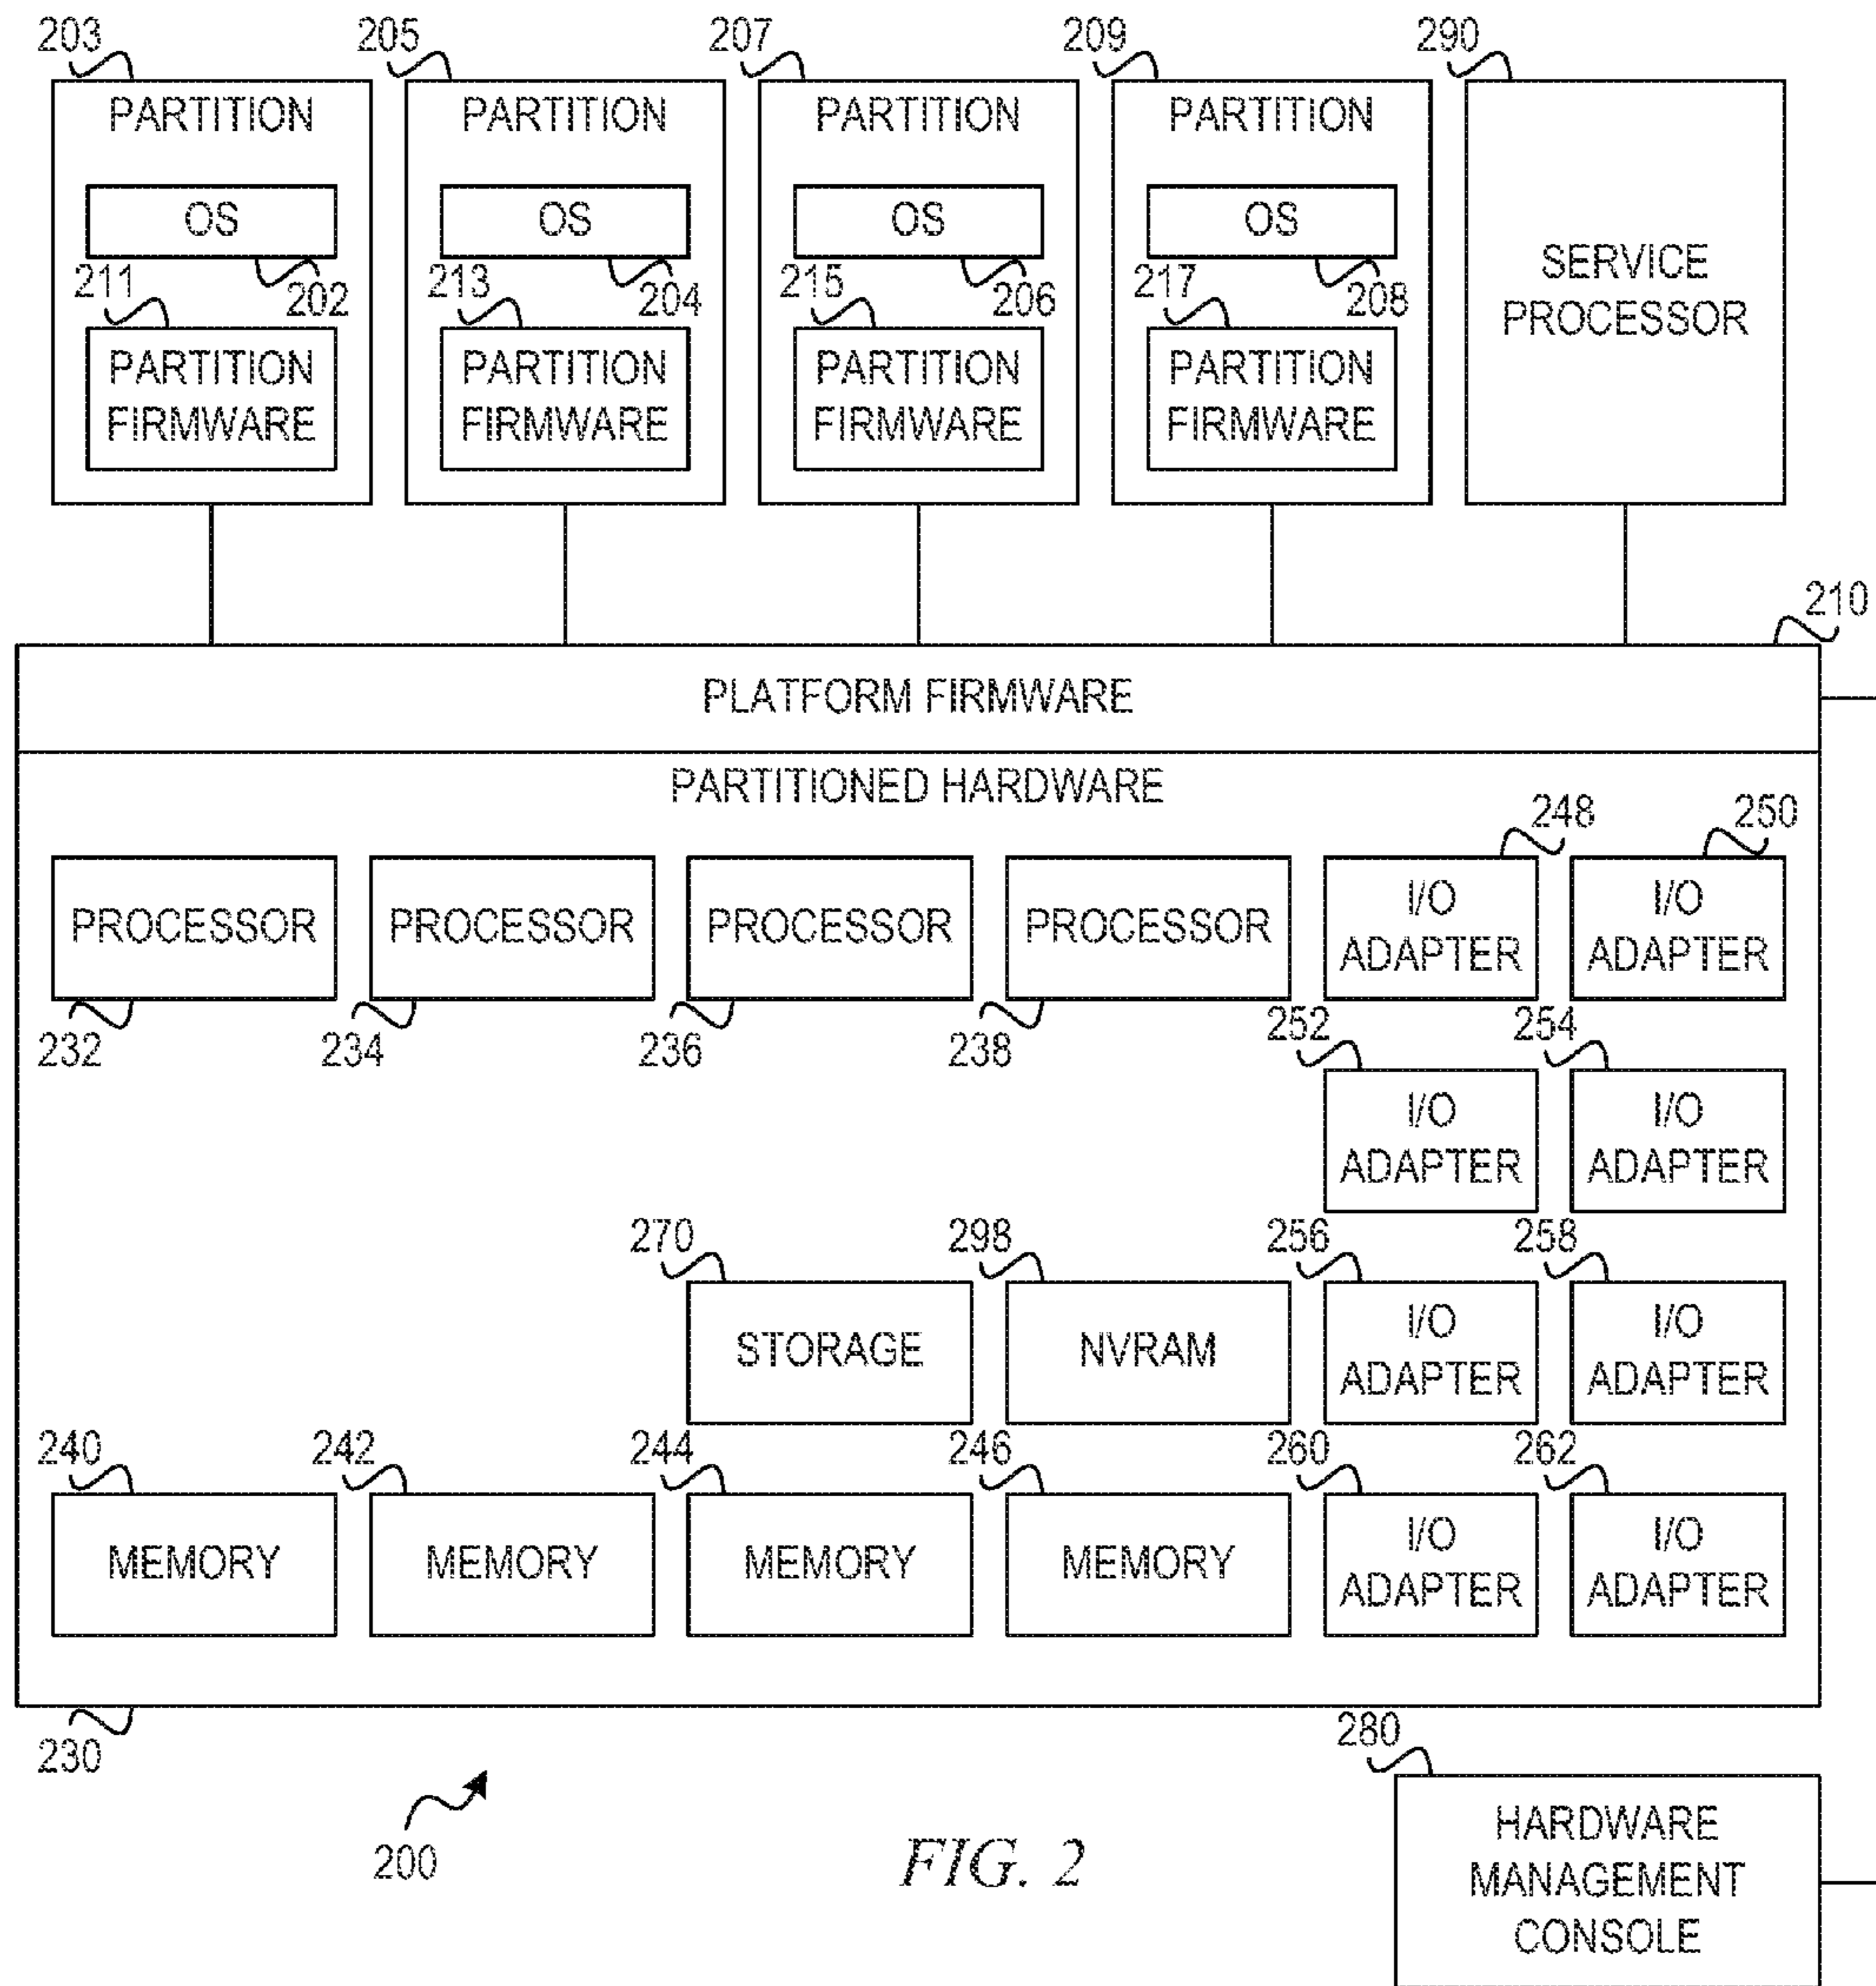 203
205
207
209
290
PARTITION
PARTITION
PARTITION
PARTITION
OS
OS
OS
OS
SERVICE
PROCESSOR
211
202
213
204
215
206
217
208
PARTITION
FIRMWARE
PARTITION
FIRMWARE
PARTITION
FIRMWARE
PARTITION
FIRMWARE
210
PLATFORM FIRMWARE
PARTITIONED HARDWARE
248
250
PROCESSOR
PROCESSOR
PROCESSOR
PROCESSOR
I/O
ADAPTER
I/O
ADAPTER
232
234
236
238
252
254
I/O
ADAPTER
I/O
ADAPTER
270
298
256
258
STORAGE
NVRAM
I/O
ADAPTER
I/O
ADAPTER
240
242
244
246
260
262
MEMORY
MEMORY
MEMORY
MEMORY
I/O
ADAPTER
I/O
ADAPTER
230
280
200
FIG. 2
HARDWARE
MANAGEMENT
CONSOLE